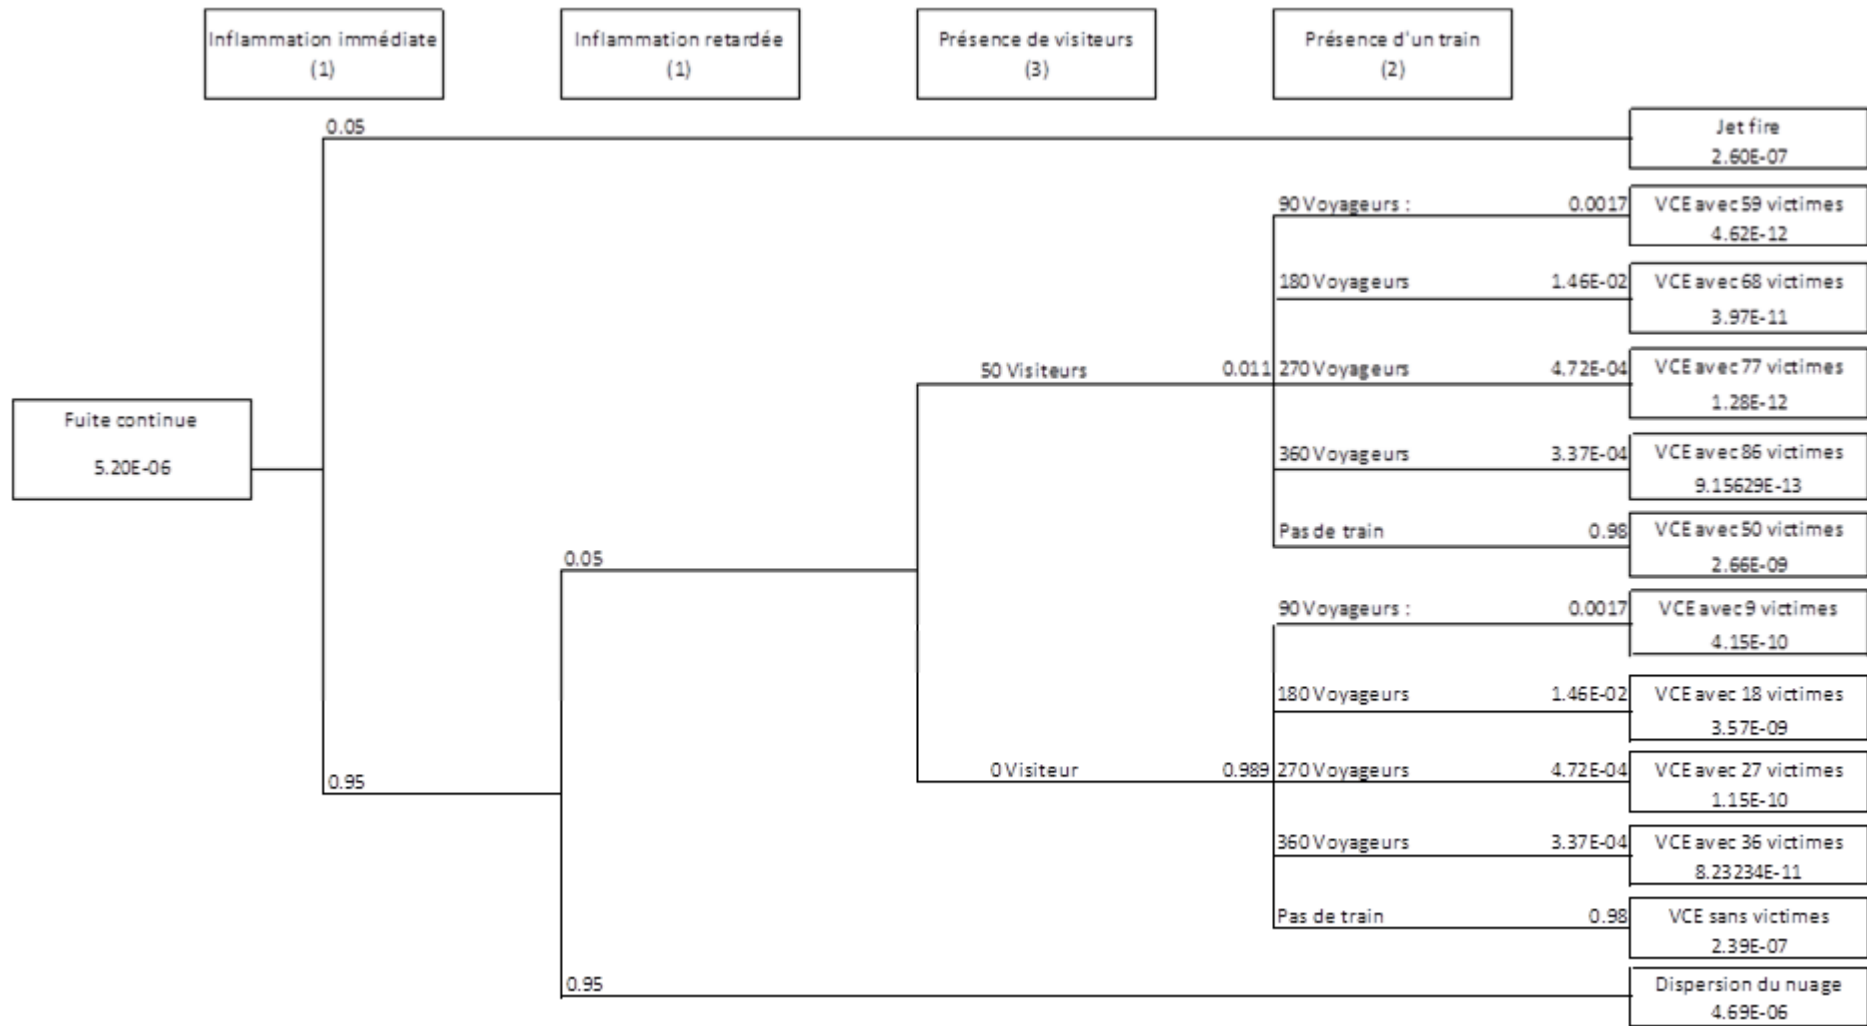 Inflammation immédiate
(1)
Inflammation retardée
(1)
Présence de visiteurs
(3)
Présence d'un train
(2)
0.05
Jet fire
2.60E-07
90 Voyageurs : 0.0017
VCE avec 59 victimes
4.62E-12
180 Voyageurs 1.46E-02
VCE avec 68 victimes
3.97E-11
50 Visiteurs 0.011
270 Voyageurs 4.72E-04
VCE avec 77 victimes
1.28E-12
Fuite continue
5.20E-06
360 Voyageurs 3.37E-04
VCE avec 86 victimes
9.15629E-13
Pas de train 0.98
VCE avec 50 victimes
2.66E-09
0.05
90 Voyageurs : 0.0017
VCE avec 9 victimes
4.15E-10
180 Voyageurs 1.46E-02
VCE avec 18 victimes
3.57E-09
0.95
0 Visiteur 0.989
270 Voyageurs 4.72E-04
VCE avec 27 victimes
1.15E-10
360 Voyageurs 3.37E-04
VCE avec 36 victimes
8.23234E-11
Pas de train 0.98
VCE sans victimes
2.39E-07
0.95
Dispersion du nuage
4.69E-06